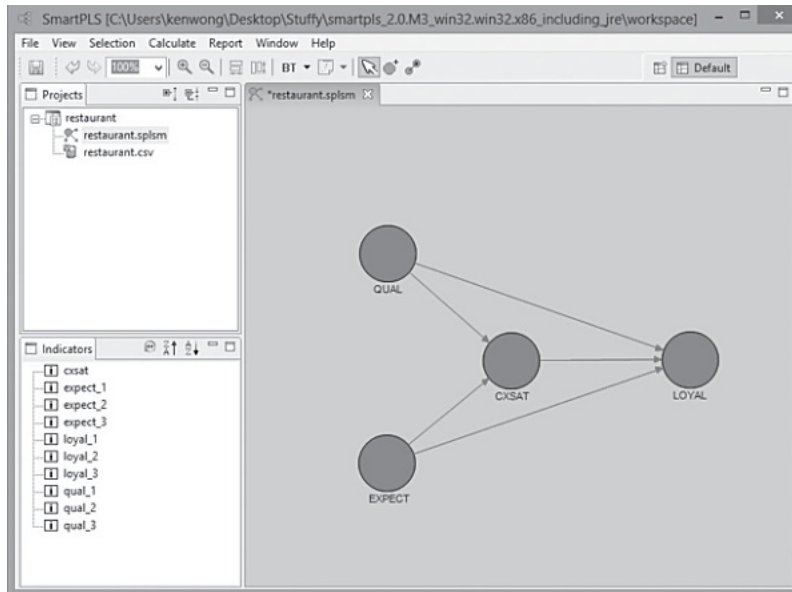 SmartPLS [C:\Users\kenwong\Desktop\Stuffy\smartpls_2.0.M3_win32.win32.x86_including_jre\workspace]
File View Selection Calculate Report Window Help
100% BT Default
Projects
restaurant
restaurant.splsm
restaurant.csv
*restaurant.splsm
QUAL
CXSAT
LOYAL
EXPECT
Indicators
cxsat
expect_1
expect_2
expect_3
loyal_1
loyal_2
loyal_3
qual_1
qual_2
qual_3